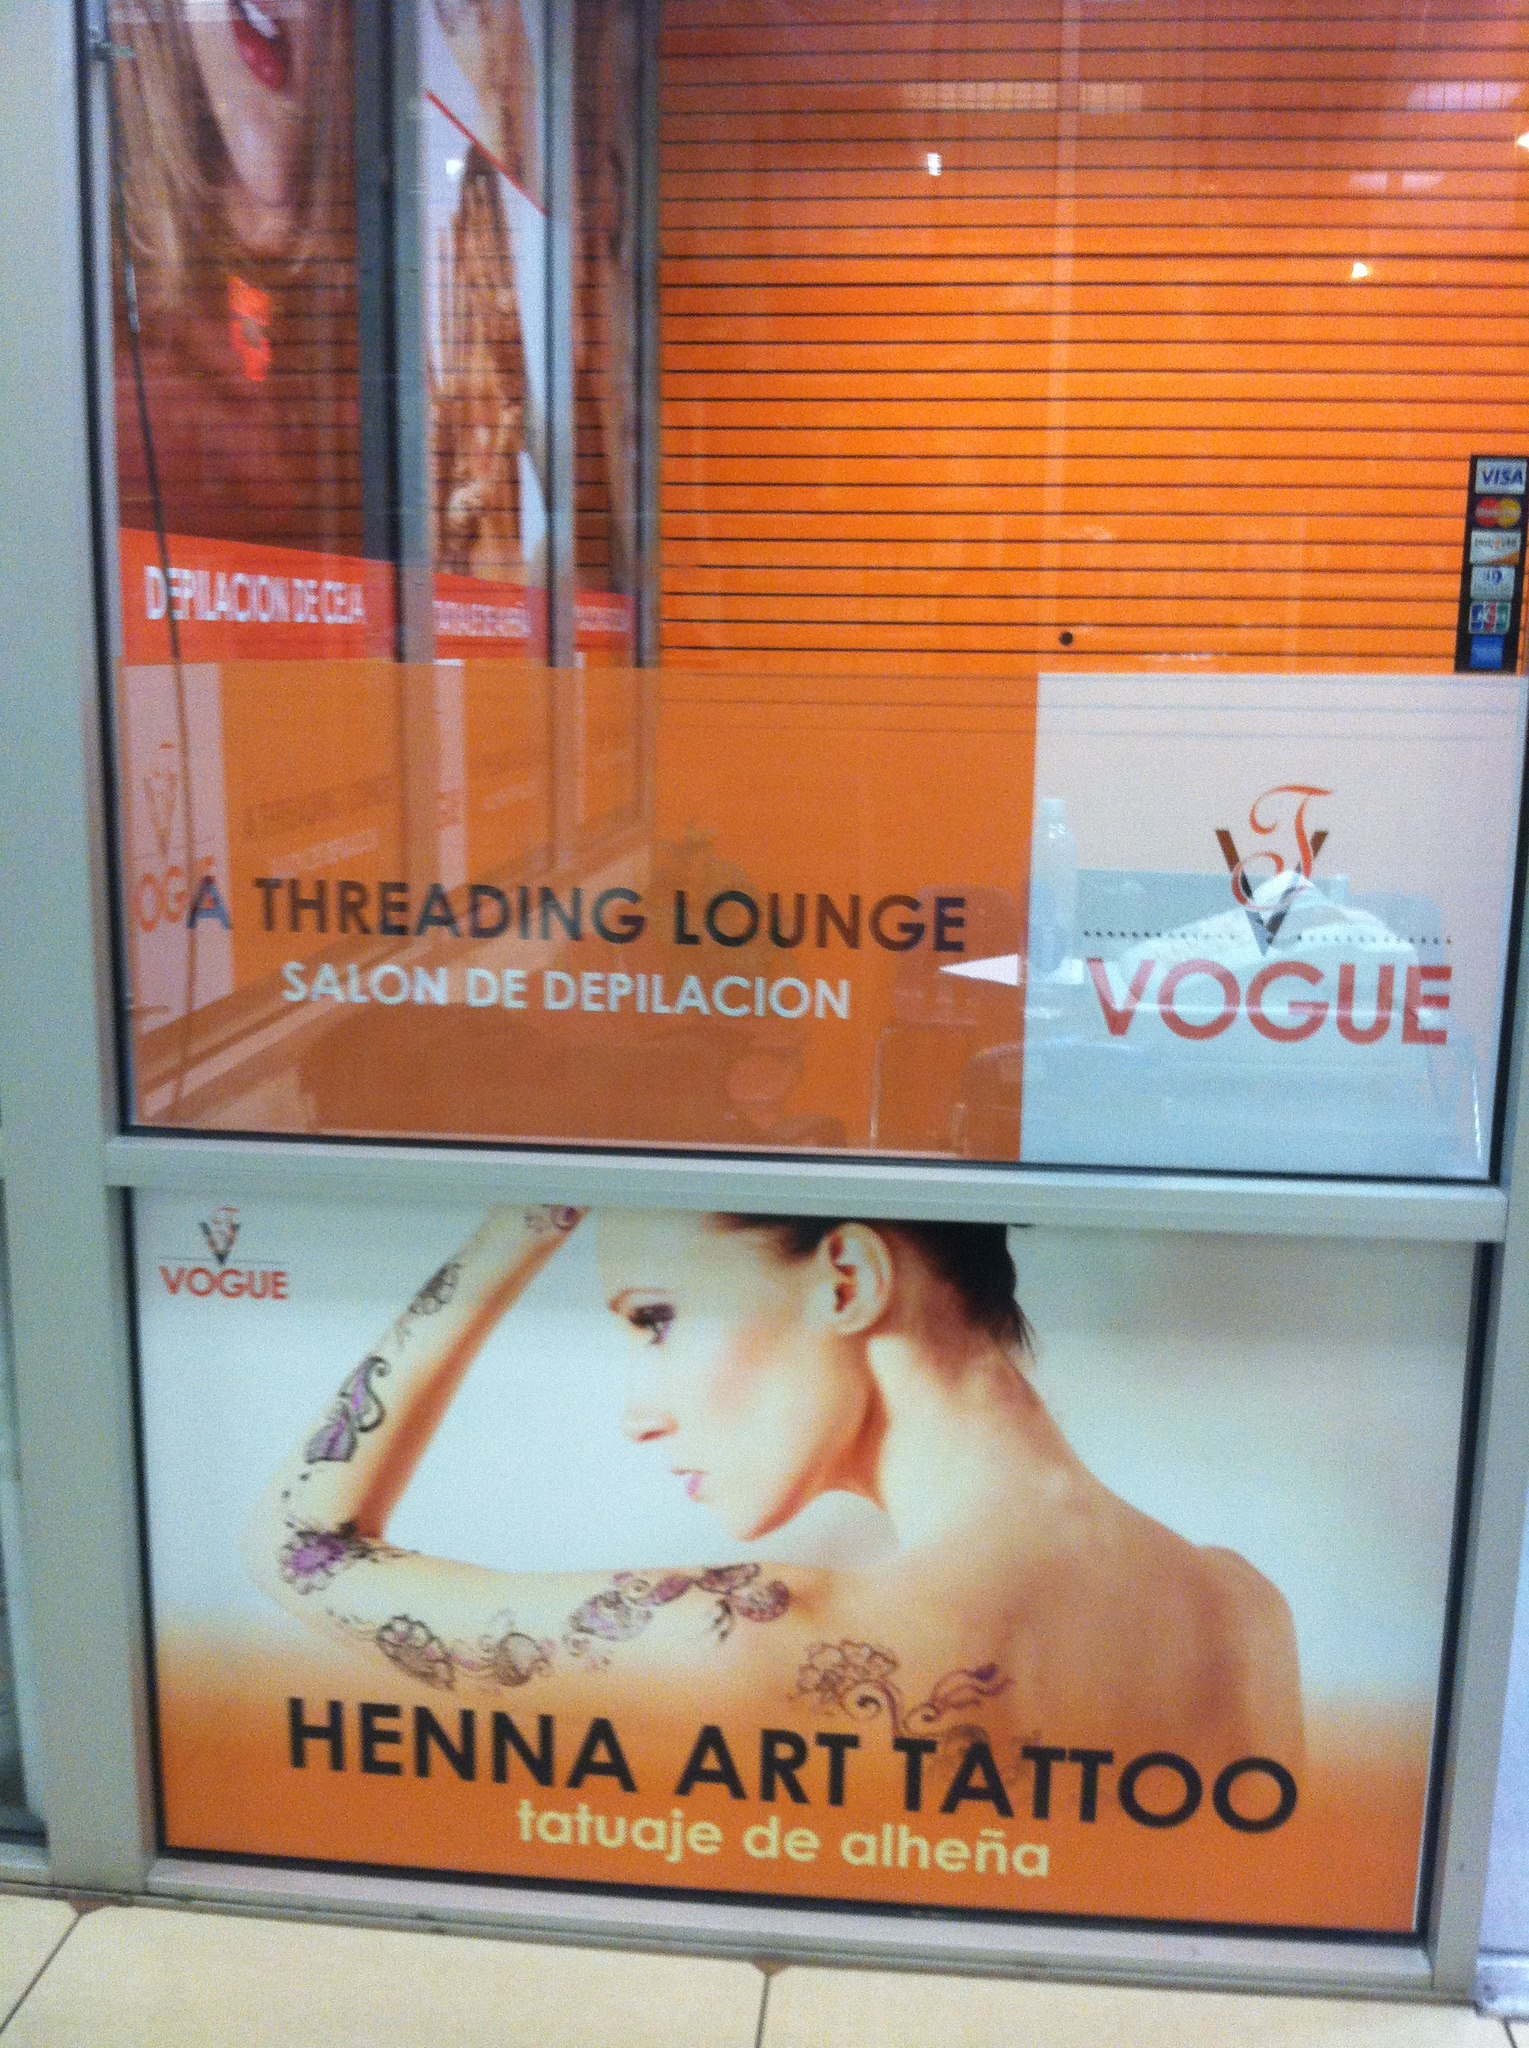 DEPILACION DE CEJA
VISA
A THREADING LOUNGE
SALON DE DEPILACION
VOGUE
VOGUE
HENNA ART TATTOO
tatuaje de alheña